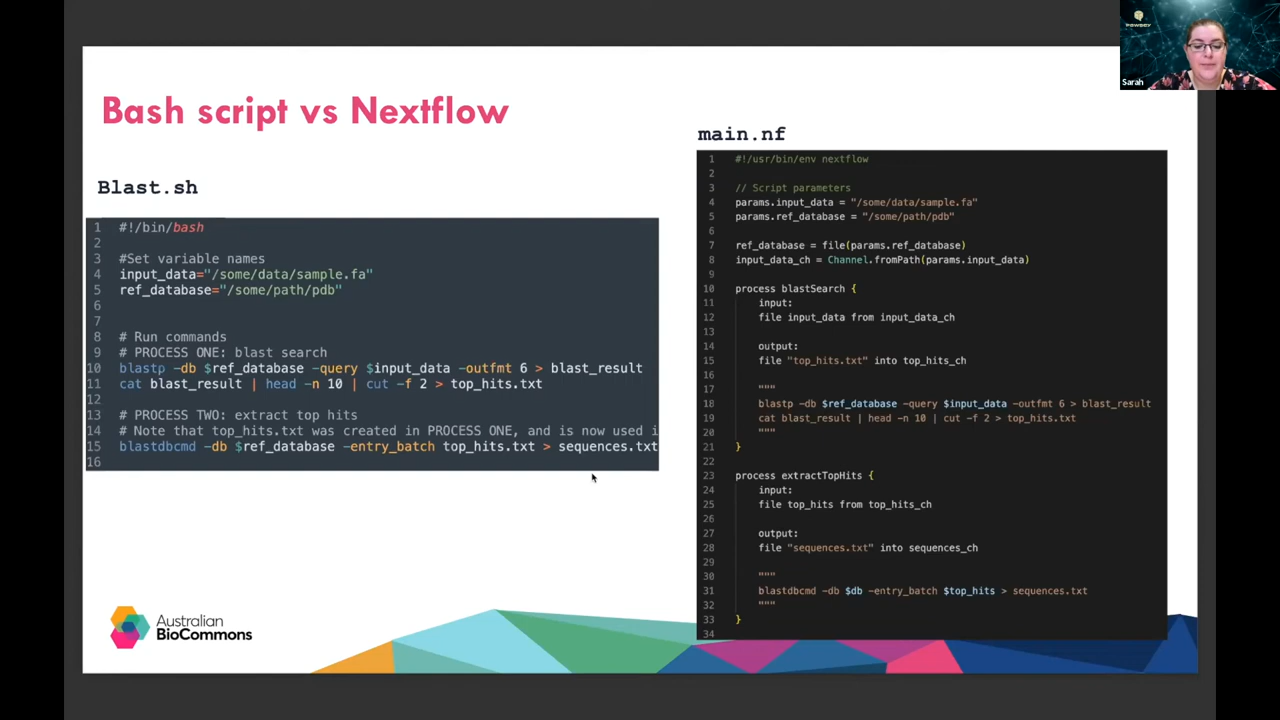 PAWSEY
Sarah
Bash script vs Nextflow
Blast.sh
1 #!/bin/bash
2
3 #Set variable names
4 input_data="/some/data/sample.fa"
5 ref_database="/some/path/pdb"
6
7
8 # Run commands
9 # PROCESS ONE: blast search
10 blastp -db $ref_database -query $input_data -outfmt 6 > blast_result
11 cat blast_result | head -n 10 | cut -f 2 > top_hits.txt
12
13 # PROCESS TWO: extract top hits
14 # Note that top_hits.txt was created in PROCESS ONE, and is now used i
15 blastdbcmd -db $ref_database -entry_batch top_hits.txt > sequences.txt
16
main.nf
1 #!/usr/bin/env nextflow
2
3 // Script parameters
4 params.input_data = "/some/data/sample.fa"
5 params.ref_database = "/some/path/pdb"
6
7 ref_database = file(params.ref_database)
8 input_data_ch = Channel.fromPath(params.input_data)
9
10 process blastSearch {
11 input:
12 file input_data from input_data_ch
13
14 output:
15 file "top_hits.txt" into top_hits_ch
16
17 """
18 blastp -db $ref_database -query $input_data -outfmt 6 > blast_result
19 cat blast_result | head -n 10 | cut -f 2 > top_hits.txt
20 """
21 }
22
23 process extractTopHits {
24 input:
25 file top_hits from top_hits_ch
26
27 output:
28 file "sequences.txt" into sequences_ch
29
30 """
31 blastdbcmd -db $db -entry_batch $top_hits > sequences.txt
32 """
33 }
34
Australian
BioCommons